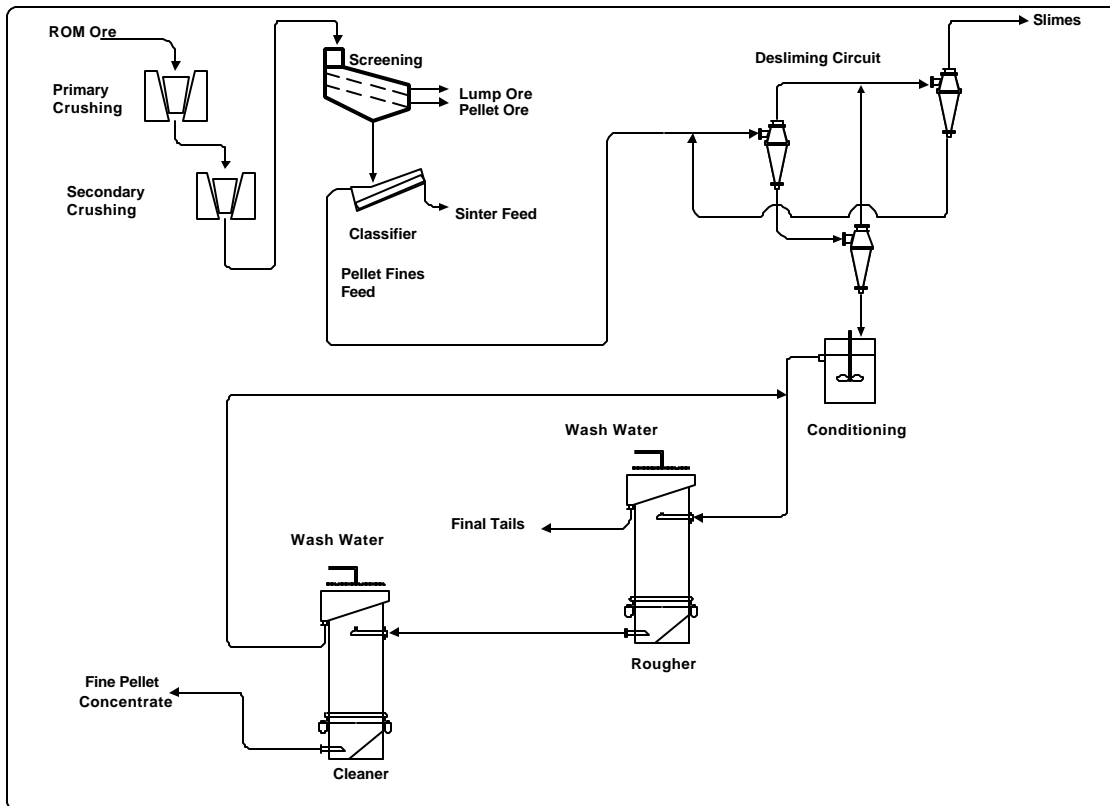 ROM Ore
Primary
Crushing
Secondary
Crushing
Screening
Lump Ore
Pellet Ore
Sinter Feed
Classifier
Pellet Fines
Feed
Desliming Circuit
Slimes
Conditioning
Wash Water
Final Tails
Rougher
Wash Water
Fine Pellet
Concentrate
Cleaner